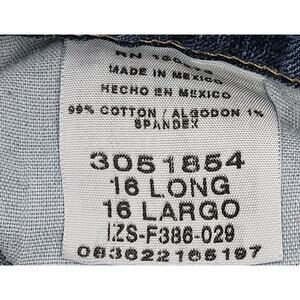 MADE IN MEXICO
HECHO EN MEXICO
99% COTTON / ALGODON 1%
SPANDEX
3051854
16 LONG
16 LARGO
IZS-F386-029
083622165197